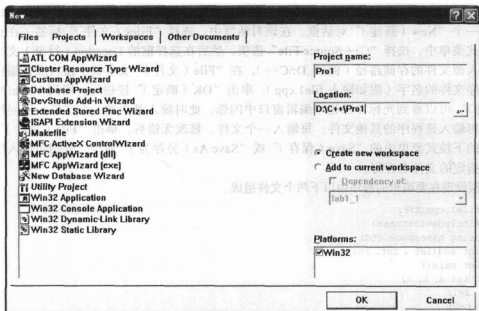 New
Files Projects Workspaces Other Documents
ATL COM AppWizard
Cluster Resource Type Wizard
Custom AppWizard
Database Project
DevStudio Add-in Wizard
Extended Stored Proc Wizard
ISAPI Extension Wizard
Makefile
MFC ActiveX ControlWizard
MFC AppWizard [dll]
MFC AppWizard [exe]
New Database Wizard
Utility Project
Win32 Application
Win32 Console Application
Win32 Dynamic-Link Library
Win32 Static Library
Project name:
Pro1
Location:
D:\C++\Pro1
...
Create new workspace
Add to current workspace
Dependency of:
lab1_1
Platforms:
Win32
OK Cancel